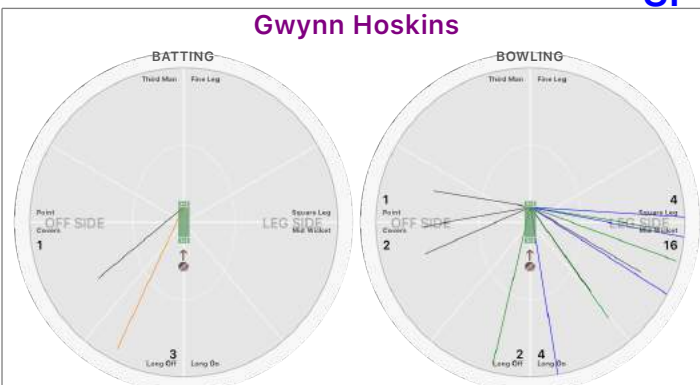 Gwynn Hoskins
BATTING
BOWLING
Third Man Fine Leg
Third Man Fine Leg
1
4
Point
OFF SIDE
Square Leg
LEG SIDE
Covers
Mid Wicket
1
Point
OFF SIDE
Square Leg
LEG SIDE
Covers
Mid Wicket
2
16
3
Long Off Long On
2 4
Long Off Long On